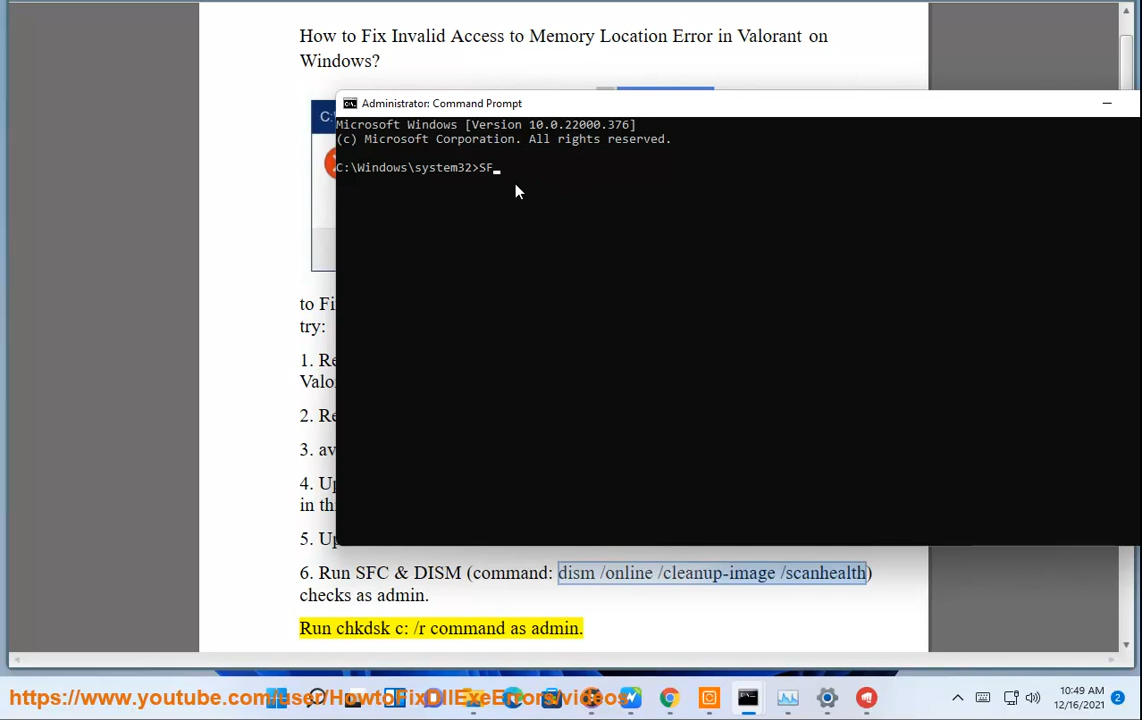 How to Fix Invalid Access to Memory Location Error in Valorant on
Windows?
C:\
Administrator: Command Prompt
Microsoft Windows [Version 10.0.22000.376]
(c) Microsoft Corporation. All rights reserved.
C:\Windows\system32>SF
to Fi
try:
1. Re
Valo
2. Re
3. av
4. Up
in th
5. Up
6. Run SFC & DISM (command: dism /online /cleanup-image /scanhealth)
checks as admin.
Run chkdsk c: /r command as admin.
https://www.youtube.com/user/HowtoFixDllExeErrors/videos
10:49 AM
12/16/2021
2